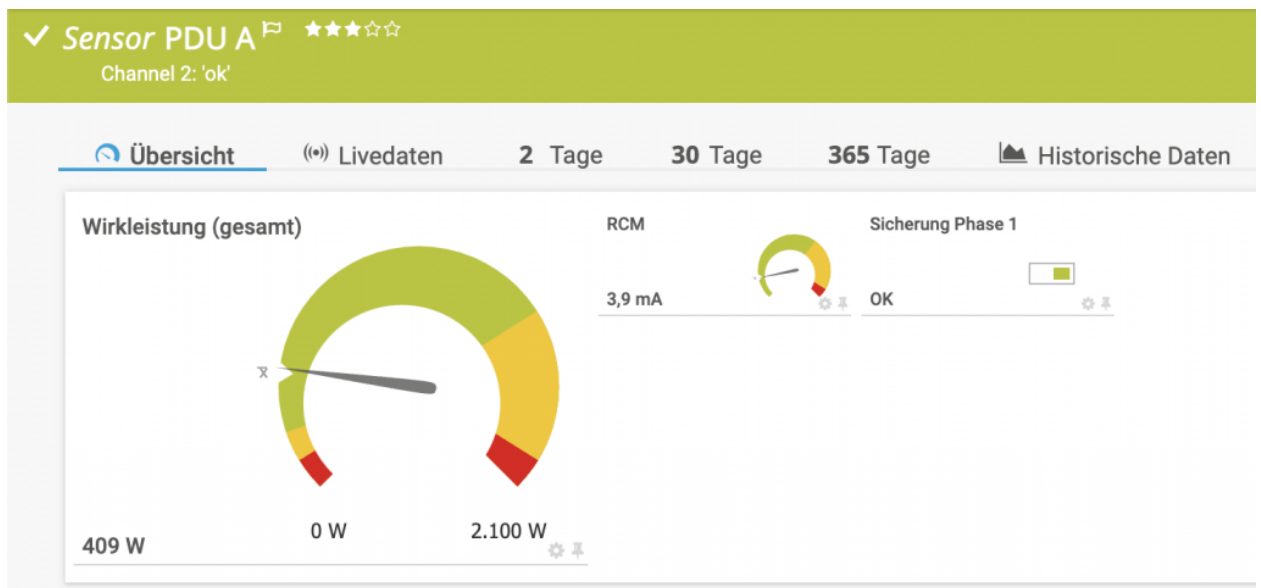 Sensor PDU A
Channel 2: 'ok'
Übersicht Livedaten 2 Tage 30 Tage 365 Tage Historische Daten
Wirkleistung (gesamt)
x̄
409 W
0 W
2.100 W
RCM
3,9 mA
Sicherung Phase 1
OK